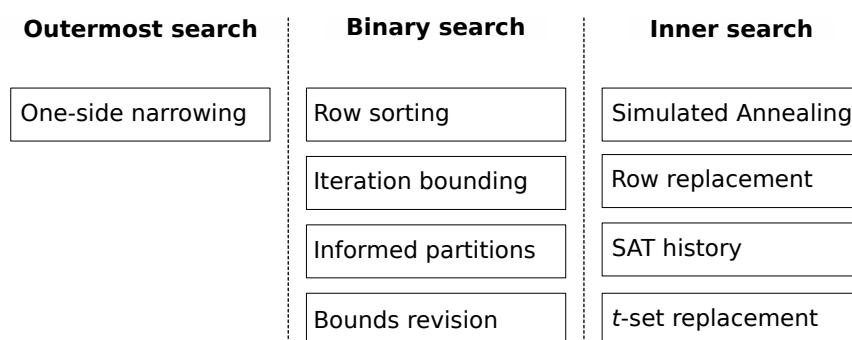 Outermost search
Binary search
Inner search
One-side narrowing
Row sorting
Simulated Annealing
Iteration bounding
Row replacement
Informed partitions
SAT history
Bounds revision
t-set replacement